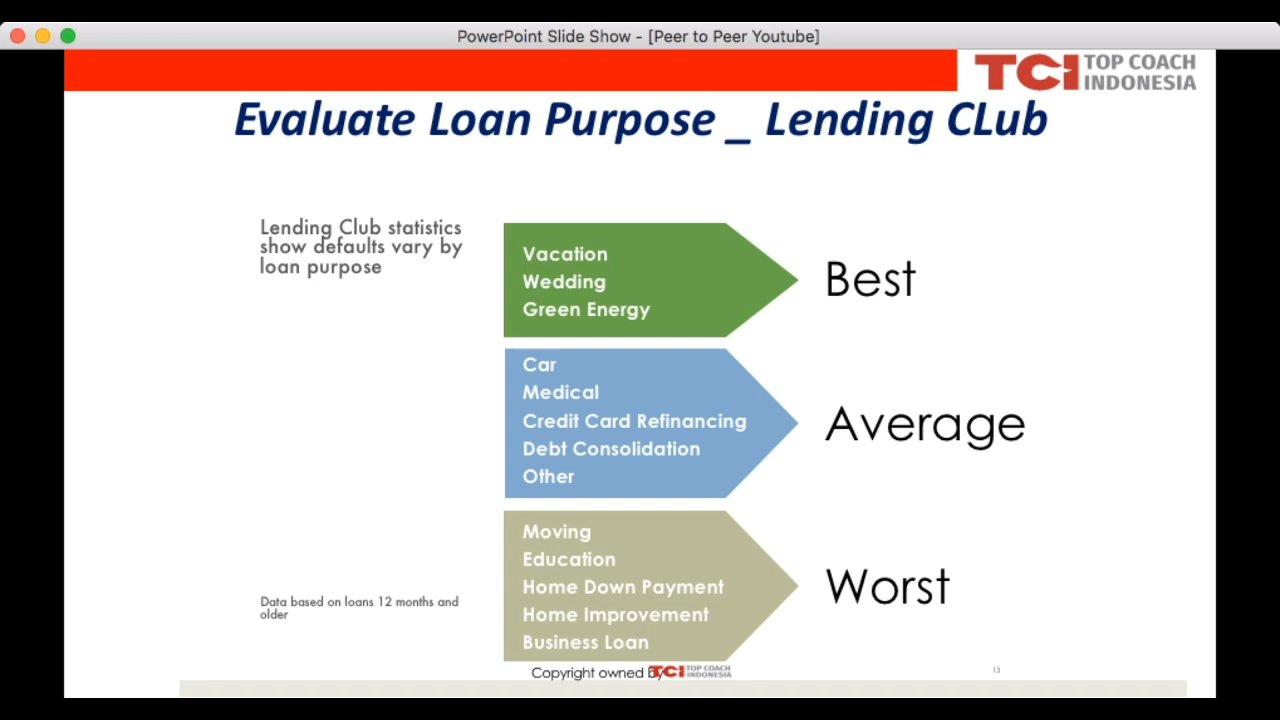 PowerPoint Slide Show - [Peer to Peer Youtube]
TCI TOP COACH
INDONESIA
Evaluate Loan Purpose _ Lending CLub
Lending Club statistics
show defaults vary by
loan purpose
Vacation
Wedding
Green Energy
Best
Car
Medical
Credit Card Refinancing
Debt Consolidation
Other
Average
Moving
Education
Home Down Payment
Home Improvement
Business Loan
Worst
Data based on loans 12 months and
older
Copyright owned by TCI TOP COACH
INDONESIA
13